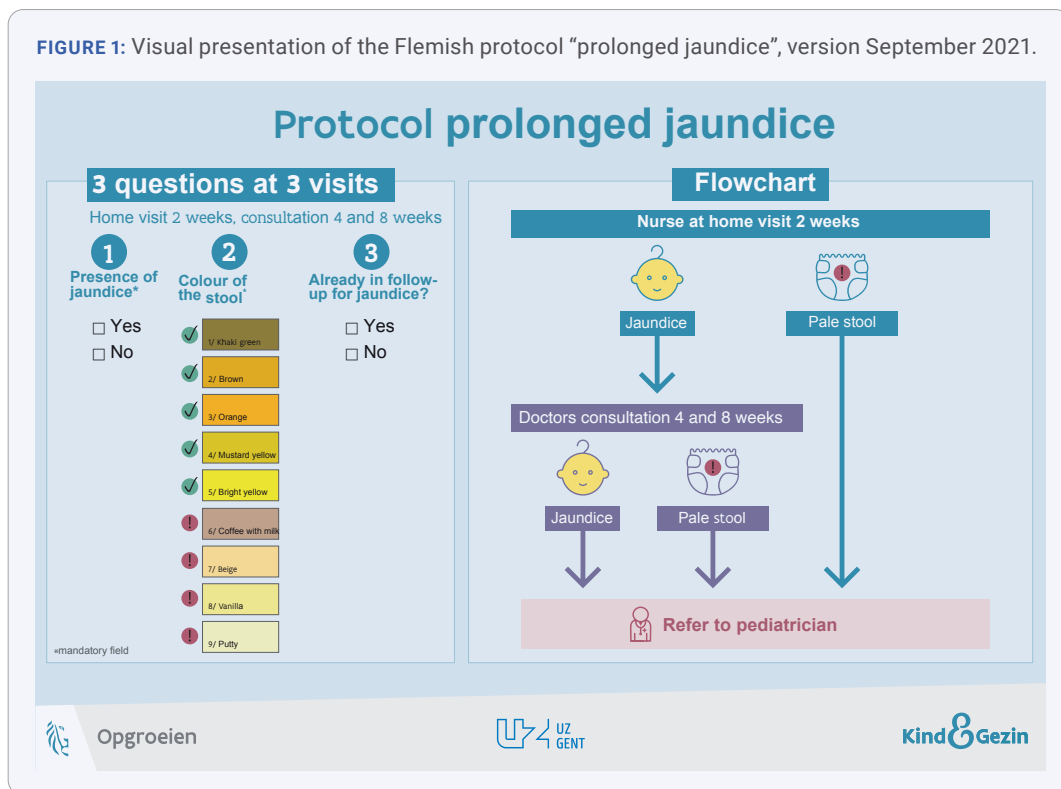 FIGURE 1: Visual presentation of the Flemish protocol “prolonged jaundice”, version September 2021.
Protocol prolonged jaundice
3 questions at 3 visits
Home visit 2 weeks, consultation 4 and 8 weeks
1
Presence of
jaundice*
Yes
No
2
Colour of
the stool*
1/ Khaki green
2/ Brown
3/ Orange
4/ Mustard yellow
5/ Bright yellow
6/ Coffee with milk
7/ Beige
8/ Vanilla
9/ Putty
3
Already in follow-
up for jaundice?
Yes
No
*mandatory field
Flowchart
Nurse at home visit 2 weeks
Jaundice
Pale stool
Doctors consultation 4 and 8 weeks
Jaundice
Pale stool
Refer to pediatrician
Opgroeien
UZ
GENT
Kind & Gezin